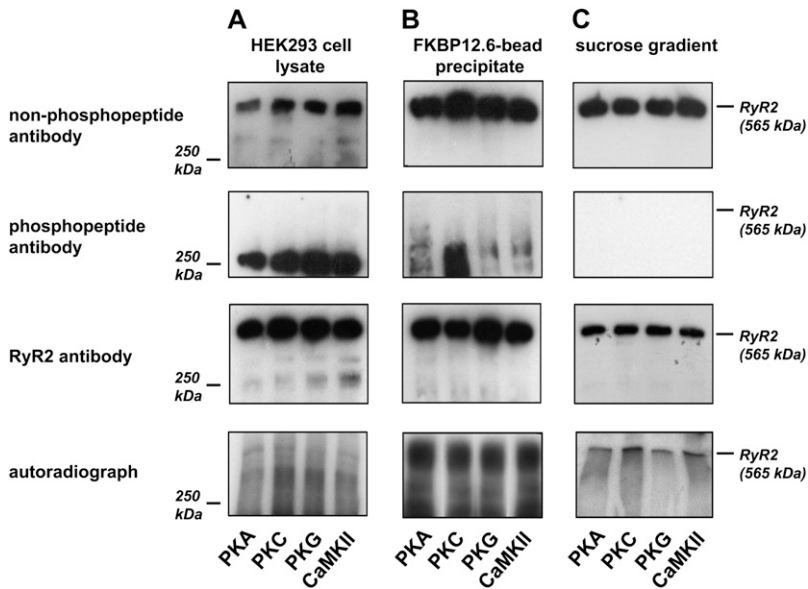 A
B
C
HEK293 cell
lysate
FKBP12.6-bead
precipitate
sucrose gradient
non-phosphopeptide
antibody
250
kDa
RyR2
(565 kDa)
phosphopeptide
antibody
250
kDa
RyR2
(565 kDa)
RyR2 antibody
250
kDa
RyR2
(565 kDa)
autoradiograph
250
kDa
RyR2
(565 kDa)
PKA
PKC
PKG
CaMKII
PKA
PKC
PKG
CaMKII
PKA
PKC
PKG
CaMKII